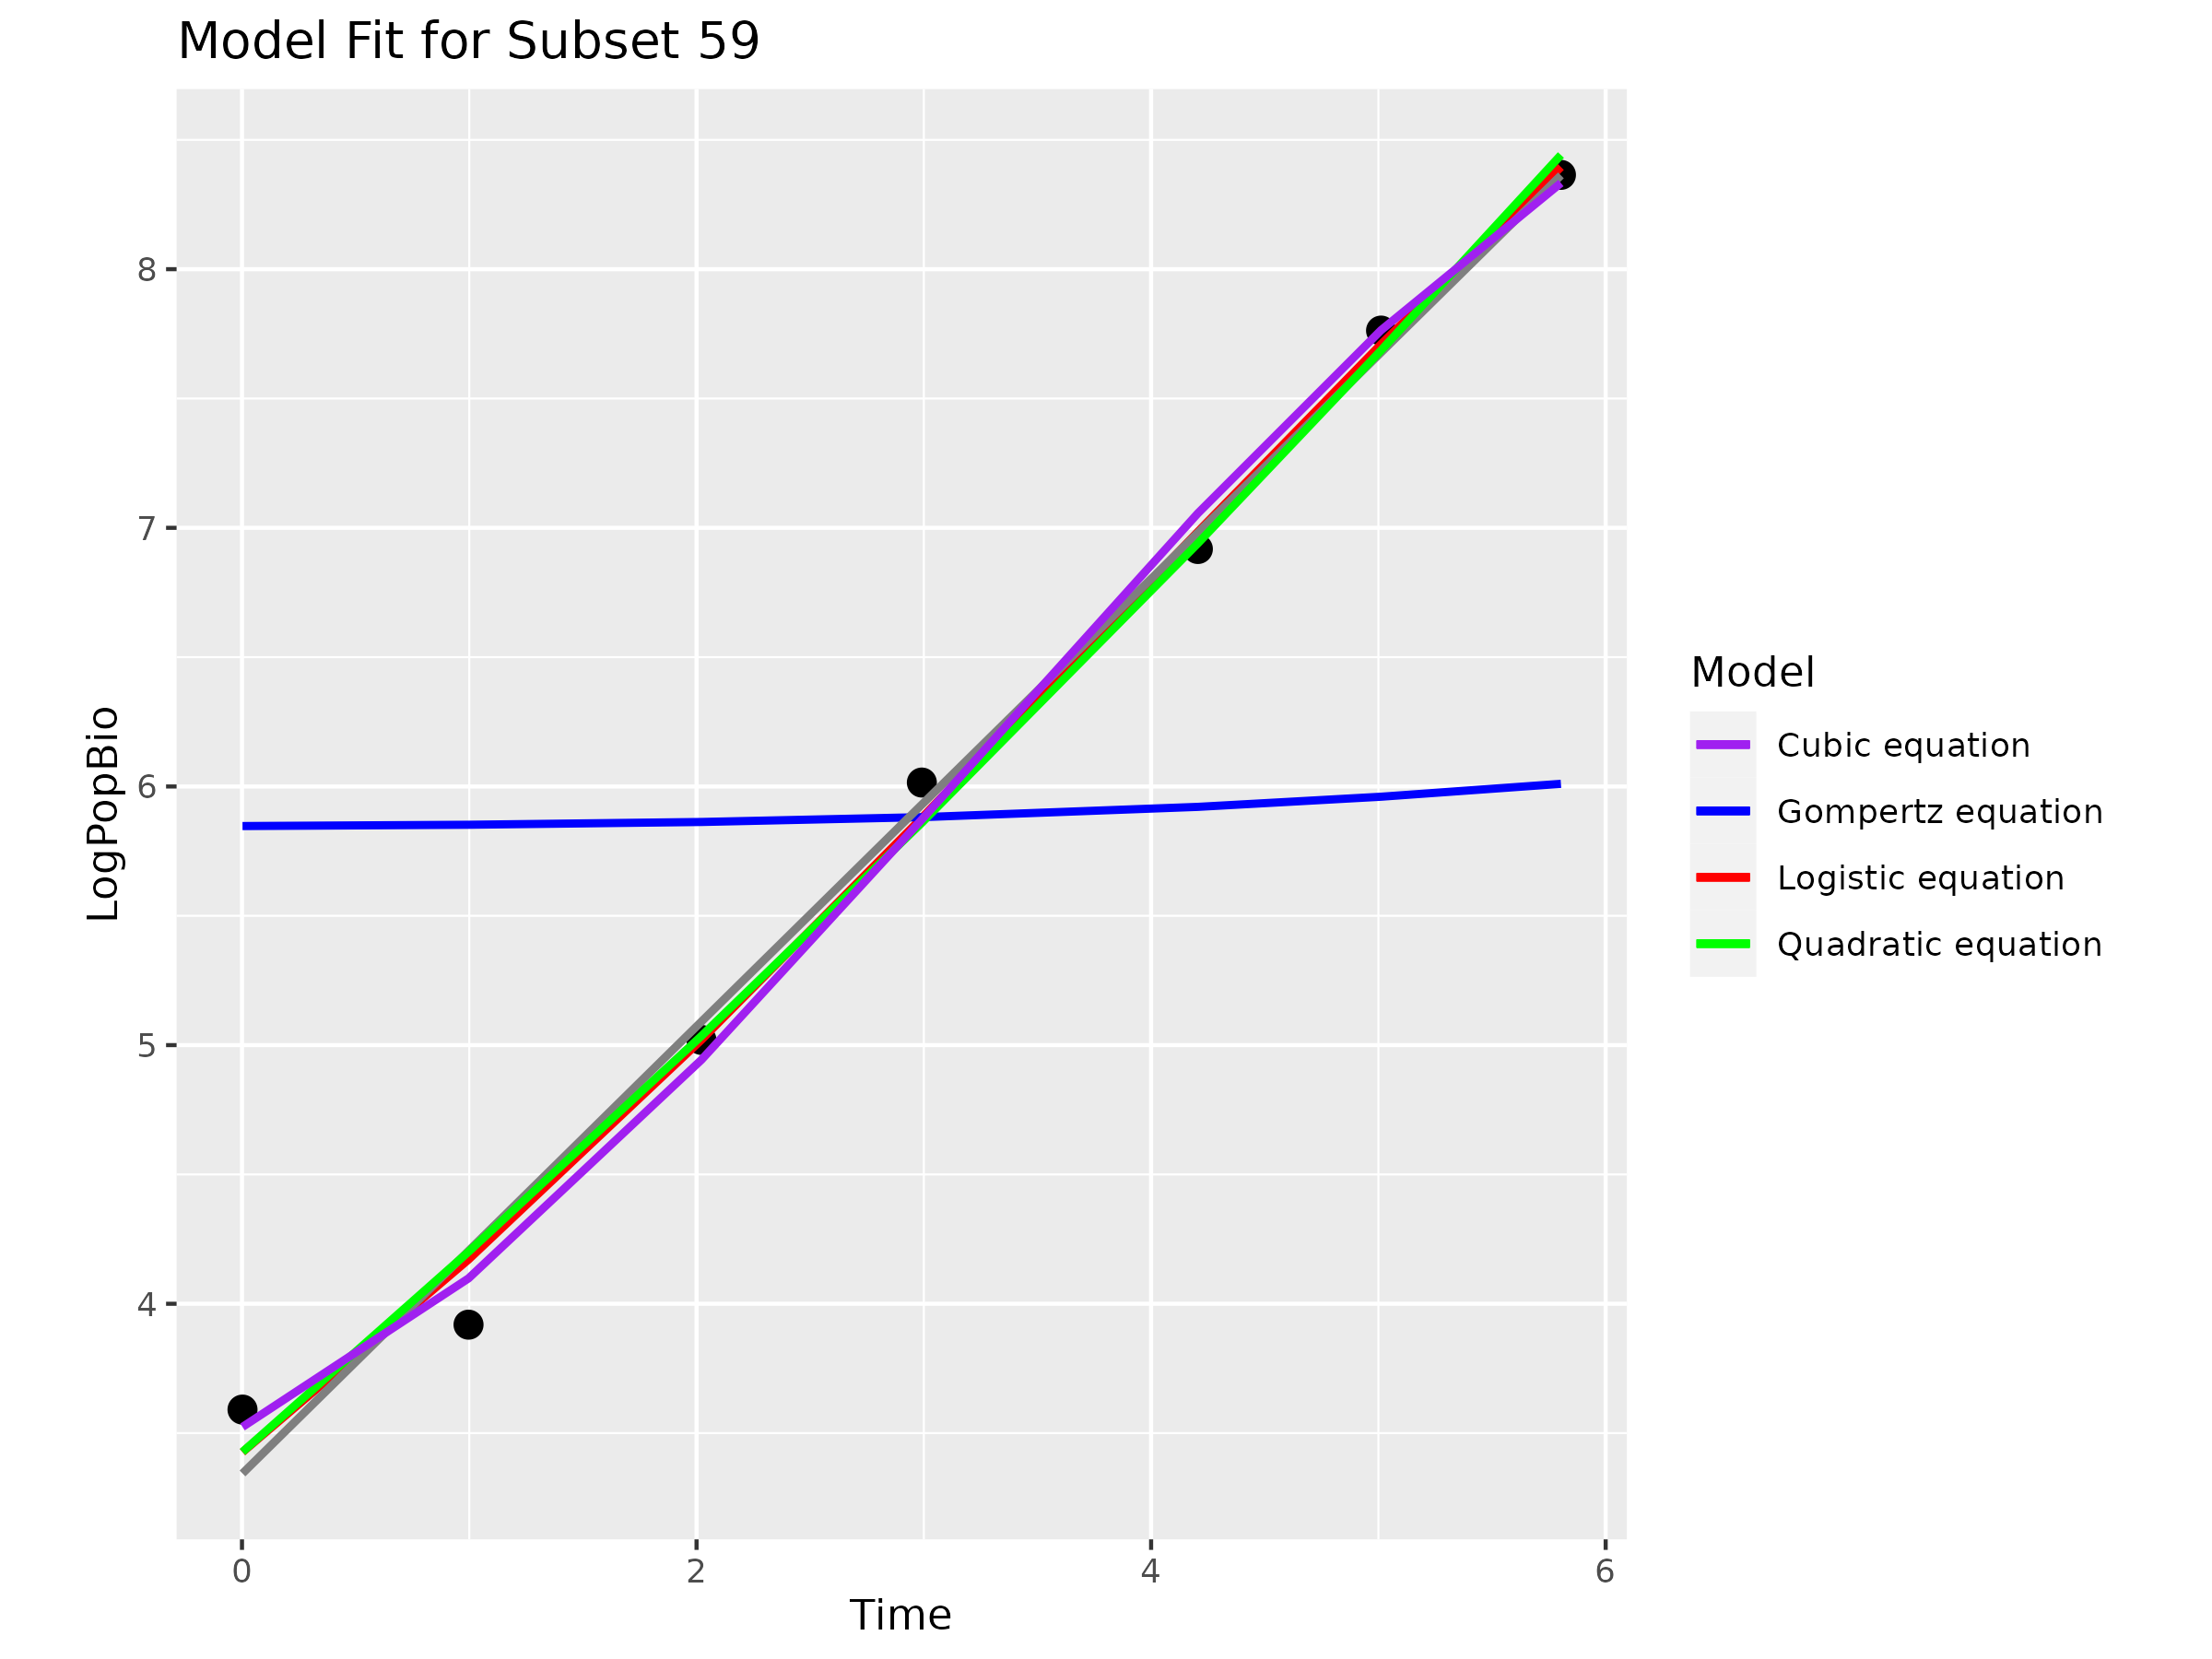 Model Fit for Subset 59
LogPopBio
8
7
6
5
4
0 2 4 6
Time
Model
Cubic equation
Gompertz equation
Logistic equation
Quadratic equation